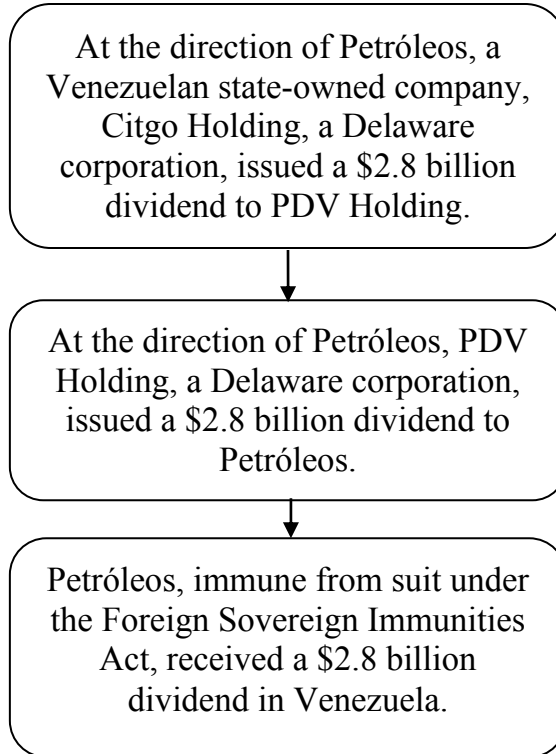 At the direction of Petróleos, a
Venezuelan state-owned company,
Citgo Holding, a Delaware
corporation, issued a $2.8 billion
dividend to PDV Holding.
At the direction of Petróleos, PDV
Holding, a Delaware corporation,
issued a $2.8 billion dividend to
Petróleos.
Petróleos, immune from suit under
the Foreign Sovereign Immunities
Act, received a $2.8 billion
dividend in Venezuela.